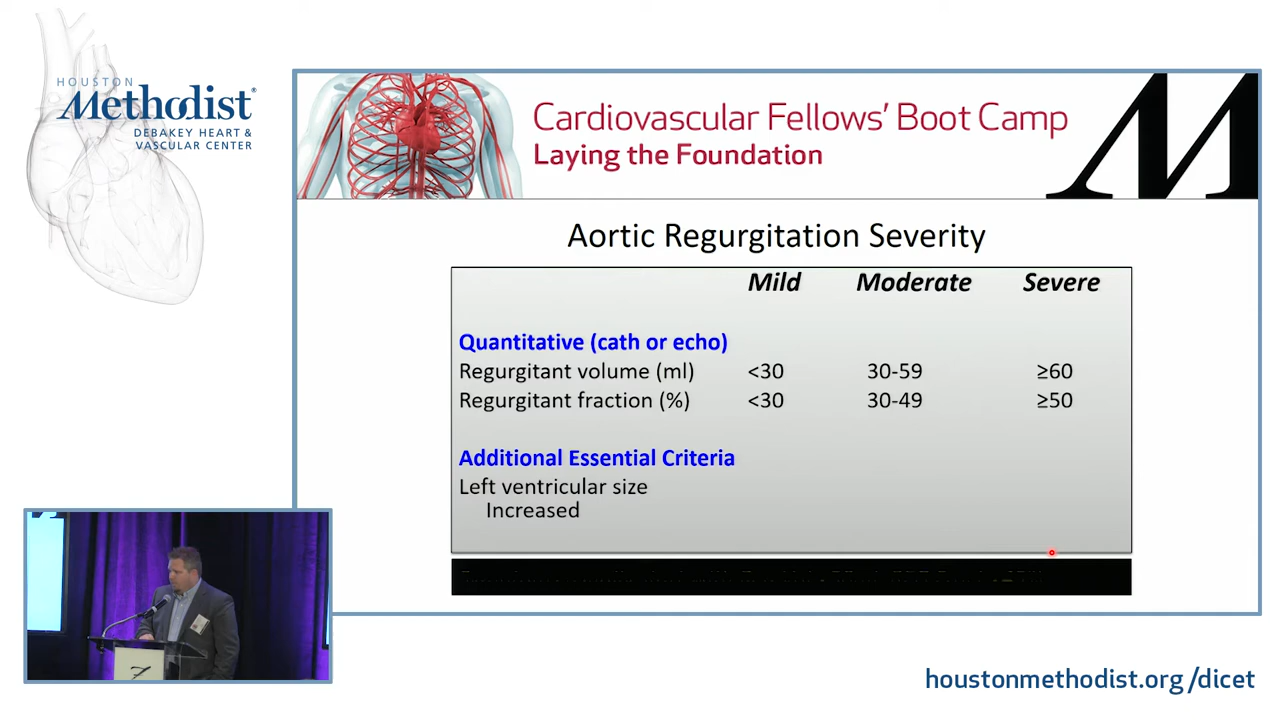 HOUSTON
Methodist®
DEBAKEY HEART &
VASCULAR CENTER
Cardiovascular Fellows' Boot Camp
Laying the Foundation
M
Aortic Regurgitation Severity
Mild Moderate Severe
Quantitative (cath or echo)
Regurgitant volume (ml) <30 30-59 ≥60
Regurgitant fraction (%) <30 30-49 ≥50
Additional Essential Criteria
Left ventricular size
Increased
houstonmethodist.org/dicet